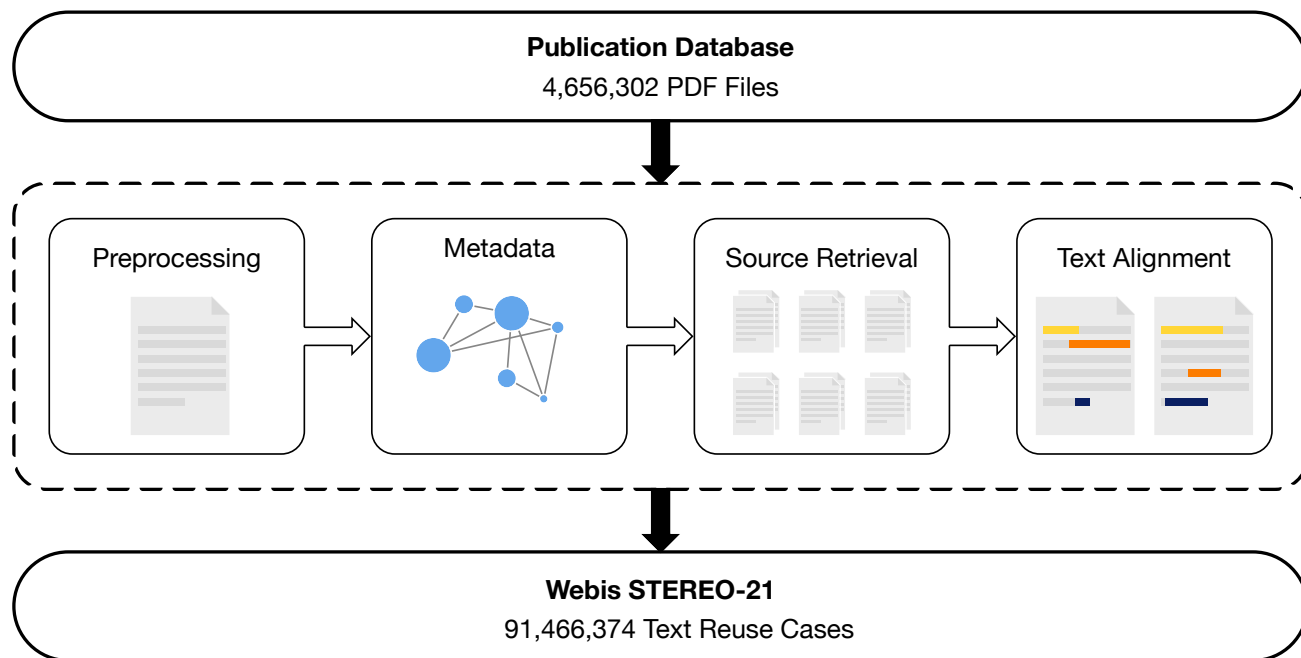 Publication Database
4,656,302 PDF Files
Preprocessing
Metadata
Source Retrieval
Text Alignment
Webis STEREO-21
91,466,374 Text Reuse Cases